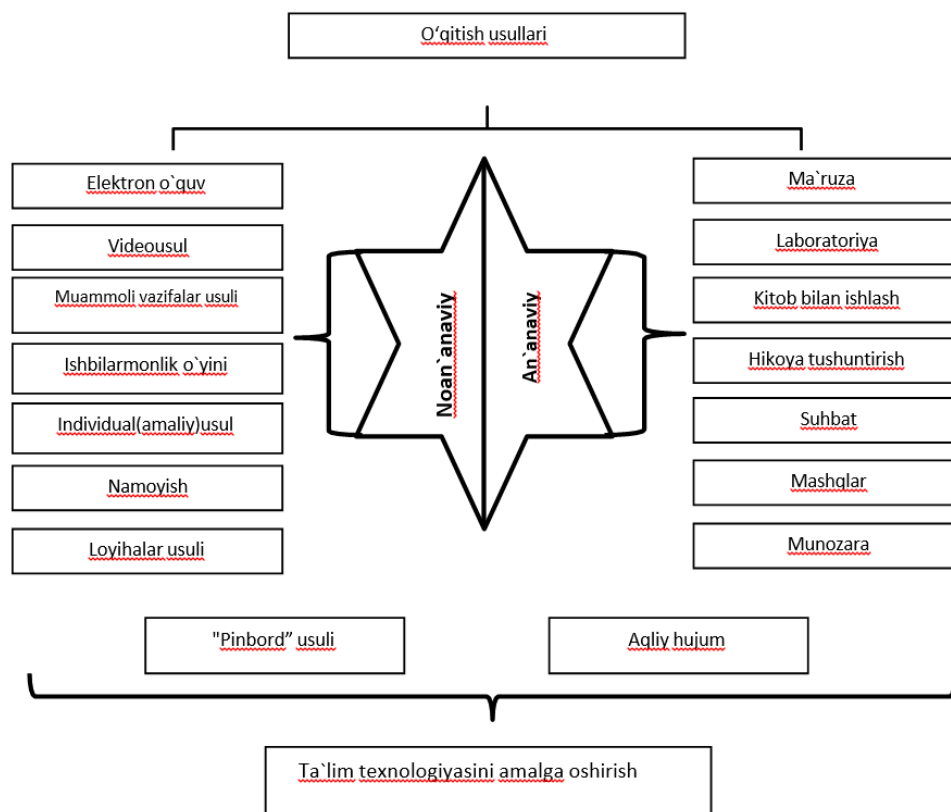 O‘qitish usullari
Elektron o`quv
Videousul
Muammoli vazifalar usuli
Ishbilarmonlik o`yini
Individual(amaliy)usul
Namoyish
Loyihalar usuli
Noan`anaviy
An`anaviy
Ma`ruza
Laboratoriya
Kitob bilan ishlash
Hikoya tushuntirish
Suhbat
Mashqlar
Munozara
"Pinbord” usuli
Aqliy hujum
Ta`lim texnologiyasini amalga oshirish